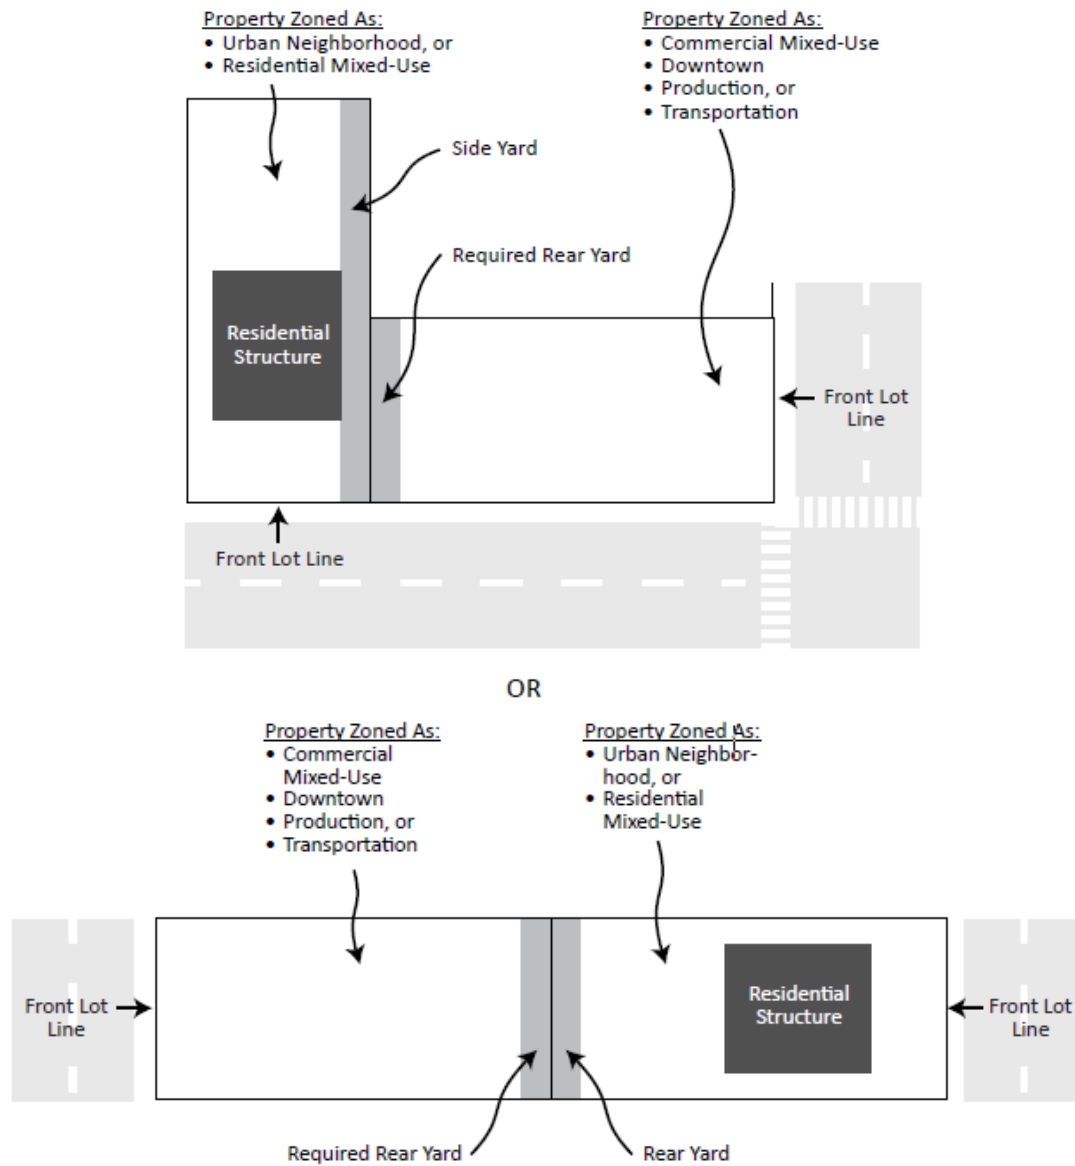 Property Zoned As:
• Urban Neighborhood, or
• Residential Mixed-Use
Property Zoned As:
• Commercial Mixed-Use
• Downtown
• Production, or
• Transportation
Side Yard
Required Rear Yard
Residential
Structure
Front Lot
Line
Front Lot Line
OR
Property Zoned As:
• Commercial
Mixed-Use
• Downtown
• Production, or
• Transportation
Property Zoned As:
• Urban Neighbor-
hood, or
• Residential
Mixed-Use
Front Lot
Line
Residential
Structure
Front Lot
Line
Required Rear Yard
Rear Yard